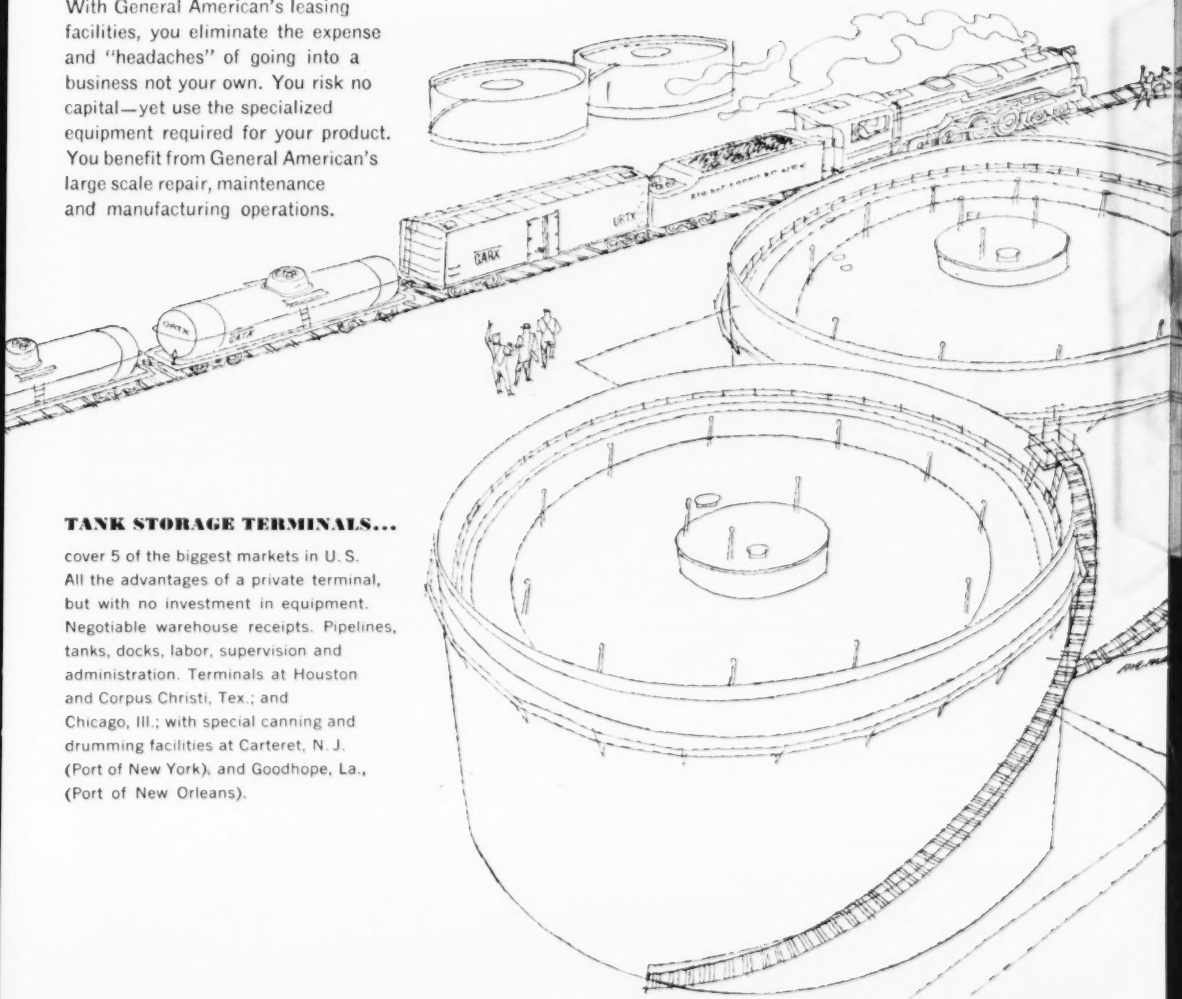 With General American's leasing
facilities, you eliminate the expense
and "headaches" of going into a
business not your own. You risk no
capital—yet use the specialized
equipment required for your product.
You benefit from General American's
large scale repair, maintenance
and manufacturing operations.
GARX
URTX
GATX
GATX
TANK STORAGE TERMINALS...
cover 5 of the biggest markets in U.S.
All the advantages of a private terminal,
but with no investment in equipment.
Negotiable warehouse receipts. Pipelines,
tanks, docks, labor, supervision and
administration. Terminals at Houston
and Corpus Christi, Tex.; and
Chicago, Ill.; with special canning and
drumming facilities at Carteret, N.J.
(Port of New York), and Goodhope, La.,
(Port of New Orleans).